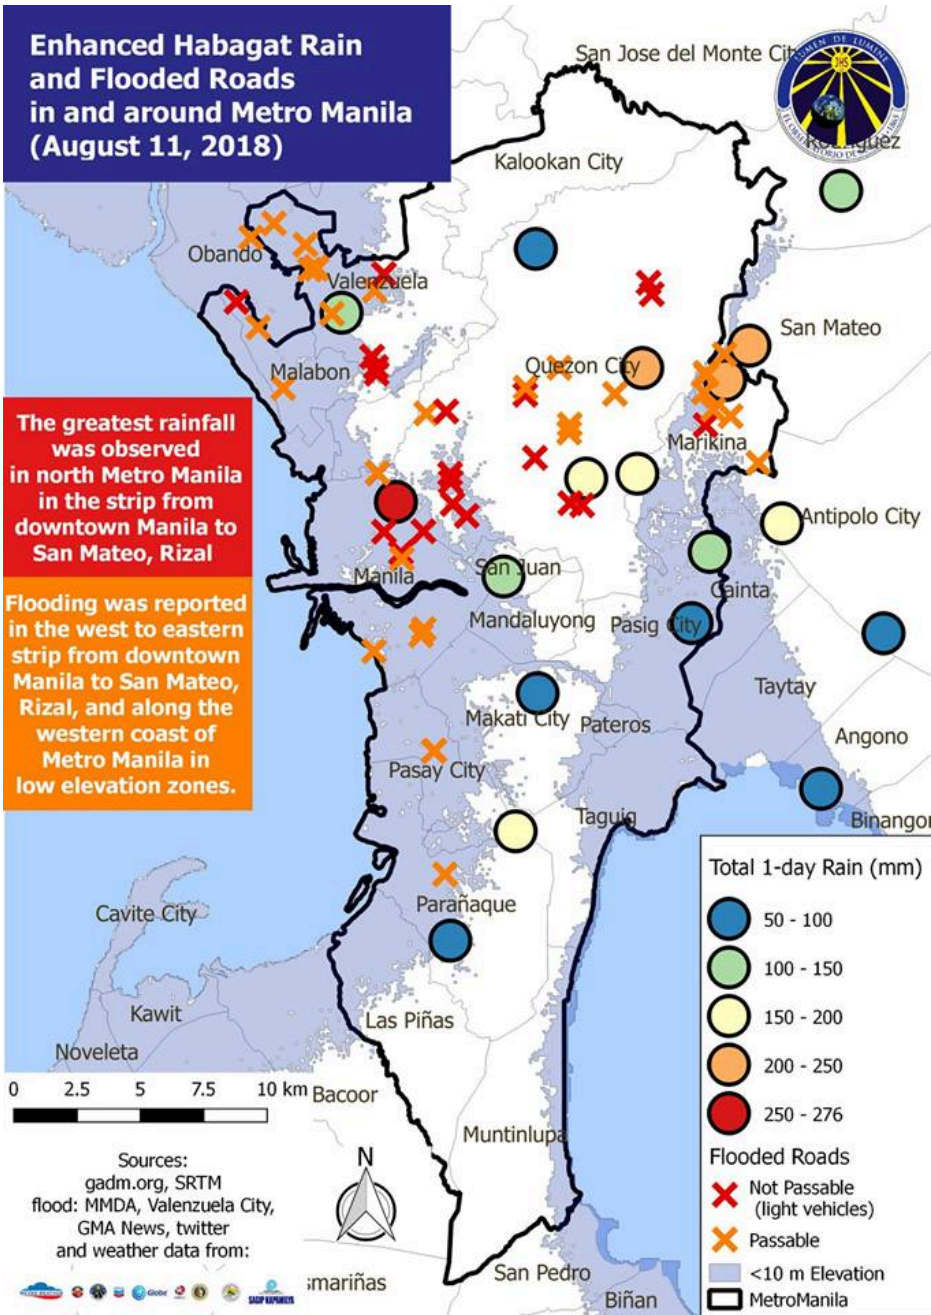 Enhanced Habagat Rain
and Flooded Roads
in and around Metro Manila
(August 11, 2018)
San Jose del Monte City
LUMEN DE LUMINE
JHS
Kalookan City
Obando
Valenzuela
San Mateo
Quezon City
Malabon
The greatest rainfall
was observed
in north Metro Manila
in the strip from
downtown Manila to
San Mateo, Rizal
Marikina
Antipolo City
San Juan
Manila
Cainta
Flooding was reported
in the west to eastern
strip from downtown
Manila to San Mateo,
Rizal, and along the
western coast of
Metro Manila in
low elevation zones.
Mandaluyong
Pasig City
Taytay
Makati City
Pateros
Angono
Pasay City
Taguig
Binangon
Parañaque
Cavite City
Kawit
Las Piñas
Noveleta
Bacoor
Muntinlupa
San Pedro
smariñas
Biñan
0 2.5 5 7.5 10 km
N
Sources:
gadm.org, SRTM
flood: MMDA, Valenzuela City,
GMA News, twitter
and weather data from:
Globe
SAGIP KAPAMILYA
Total 1-day Rain (mm)
50 - 100
100 - 150
150 - 200
200 - 250
250 - 276
Flooded Roads
Not Passable
(light vehicles)
Passable
<10 m Elevation
MetroManila